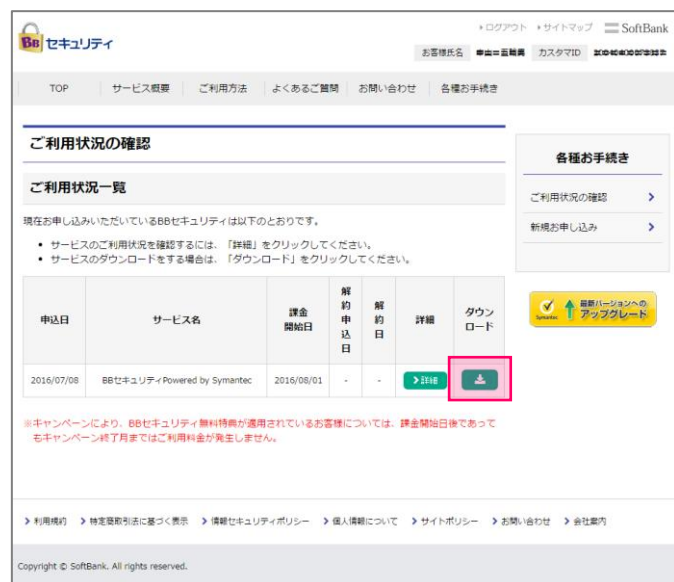 ログアウト サイトマップ SoftBank
BB セキュリティ
お客様氏名 カスタマID
TOP サービス概要 ご利用方法 よくあるご質問 お問い合わせ 各種お手続き
ご利用状況の確認
ご利用状況一覧
現在お申し込みいただいているBBセキュリティは以下のとおりです。
• サービスのご利用状況を確認するには、「詳細」をクリックしてください。
• サービスのダウンロードをする場合は、「ダウンロード」をクリックしてください。
申込日 サービス名 課金開始日 解約申込日 解約日 詳細 ダウンロード
2016/07/08 BBセキュリティPowered by Symantec 2016/08/01 - - 詳細
※キャンペーンにより、BBセキュリティ無料特典が適用されているお客様については、課金開始日後であって
もキャンペーン終了月まではご利用料金が発生しません。
各種お手続き
ご利用状況の確認
新規お申し込み
Symantec 最新バージョンへの
アップグレード
利用規約 特定商取引法に基づく表示 情報セキュリティポリシー 個人情報について サイトポリシー お問い合わせ 会社案内
Copyright © SoftBank. All rights reserved.